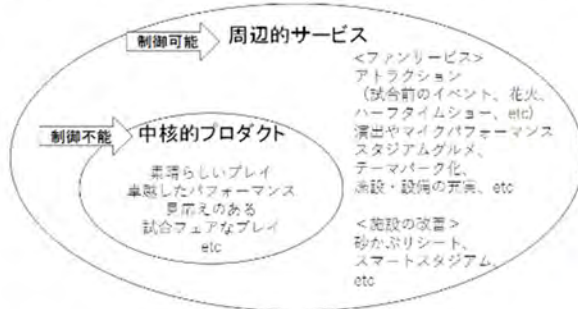 制御可能
周辺的サービス
<ファンリービス>
アトラクション
（試合前のイベント、花火、
ハーフタイムショー、etc）
演出やマイクパフォーマンス
スタジアムグルメ、
テーマパーク化、
施設・設備の充実、etc
<施設の改善>
砂かぶりシート、
スマートスタジアム、
etc
制御不能
中核的プロダクト
素晴らしいプレイ
卓越したパフォーマンス
見応えのある
試合フェアなプレイ
etc